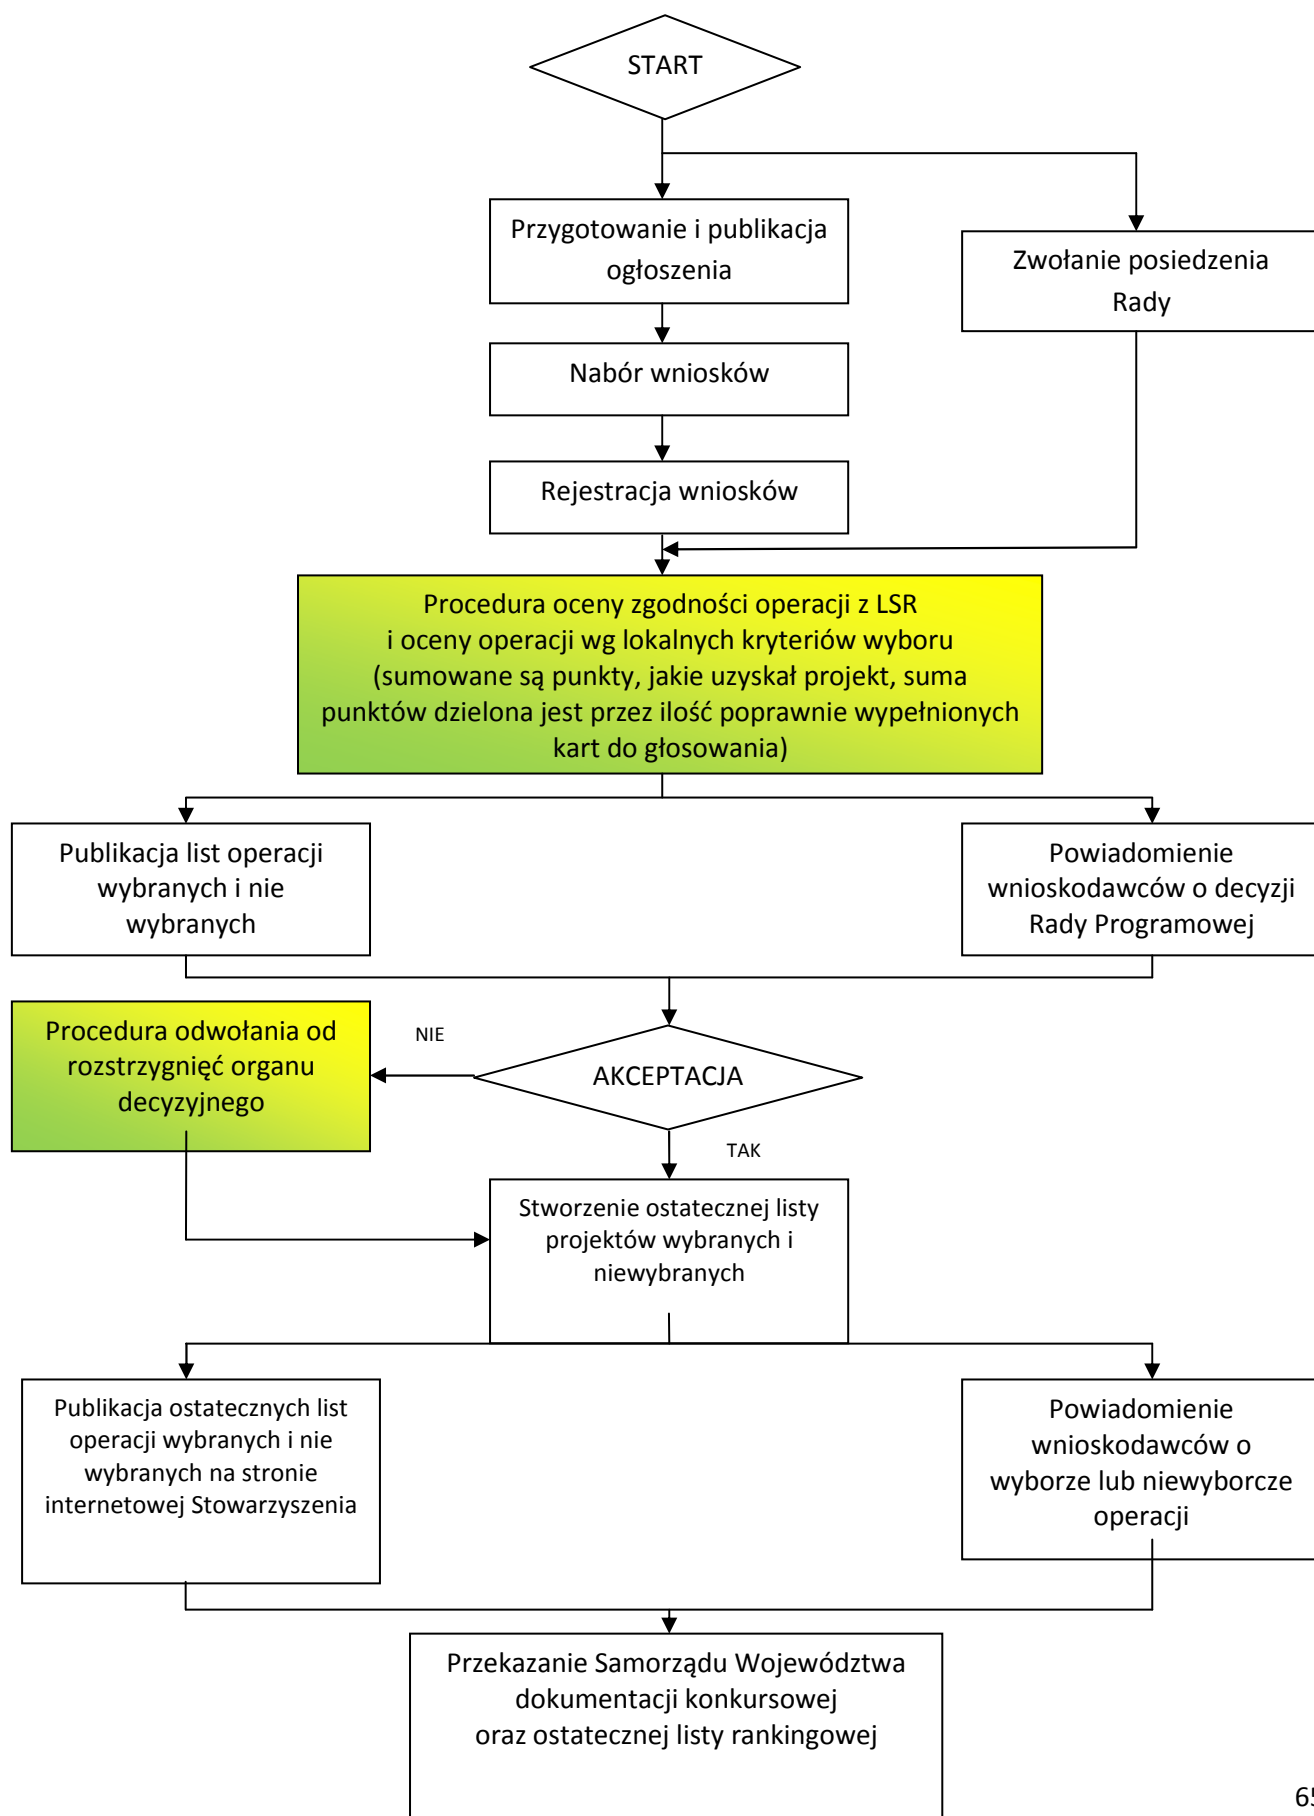 START
Przygotowanie i publikacja
ogłoszenia
Zwołanie posiedzenia
Rady
Nabór wniosków
Rejestracja wniosków
Procedura oceny zgodności operacji z LSR
i oceny operacji wg lokalnych kryteriów wyboru
(sumowane są punkty, jakie uzyskał projekt, suma
punktów dzielona jest przez ilość poprawnie wypełnionych
kart do głosowania)
Publikacja list operacji
wybranych i nie
wybranych
Powiadomienie
wnioskodawców o decyzji
Rady Programowej
Procedura odwołania od
rozstrzygnięć organu
decyzyjnego
NIE
AKCEPTACJA
TAK
Stworzenie ostatecznej listy
projektów wybranych i
niewybranych
Publikacja ostatecznych list
operacji wybranych i nie
wybranych na stronie
internetowej Stowarzyszenia
Powiadomienie
wnioskodawców o
wyborze lub niewyborcze
operacji
Przekazanie Samorządu Województwa
dokumentacji konkursowej
oraz ostatecznej listy rankingowej
65